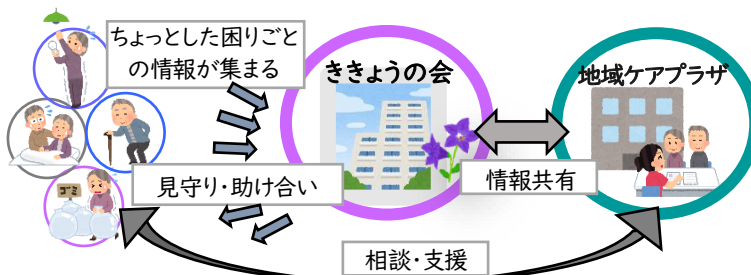 ちょっとした困りごと
の情報が集まる
ききょうの会
地域ケアプラザ
ゴミ
見守り・助け合い
情報共有
相談・支援